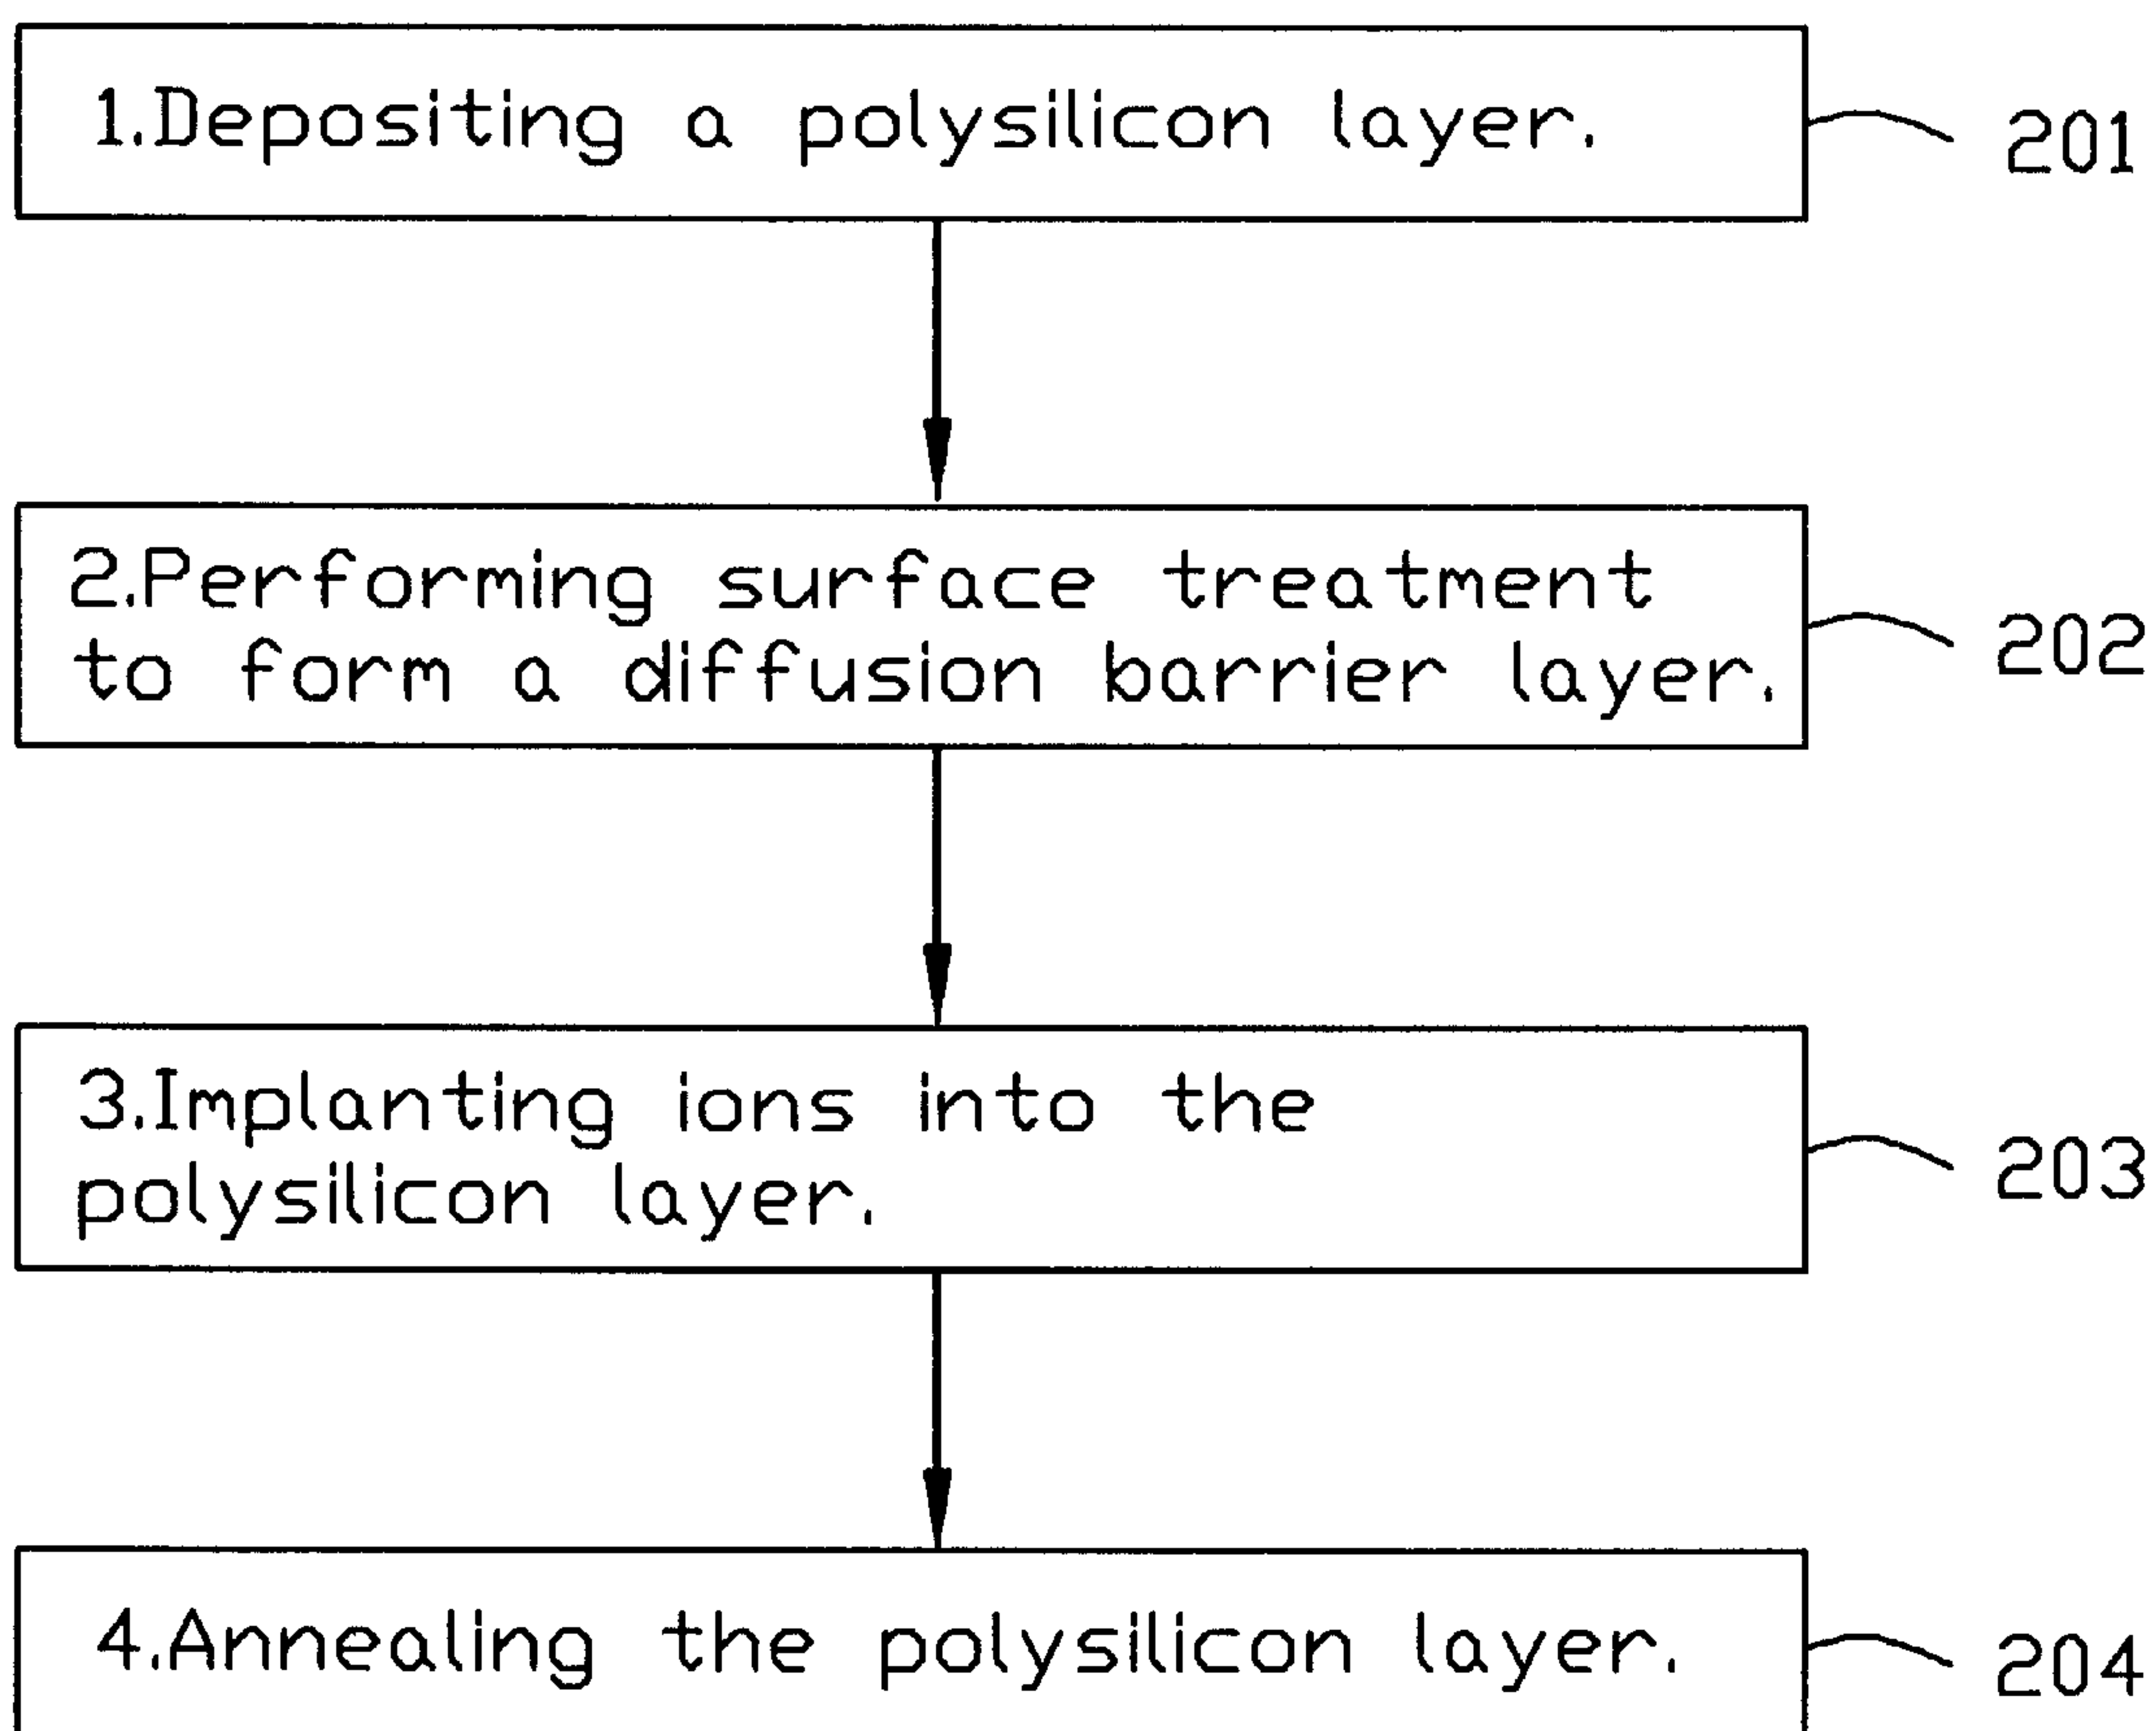 1.Depositing a polysilicon layer.
201
2.Performing surface treatment
to form a diffusion barrier layer.
202
3.Implanting ions into the
polysilicon layer.
203
4.Annealing the polysilicon layer.
204